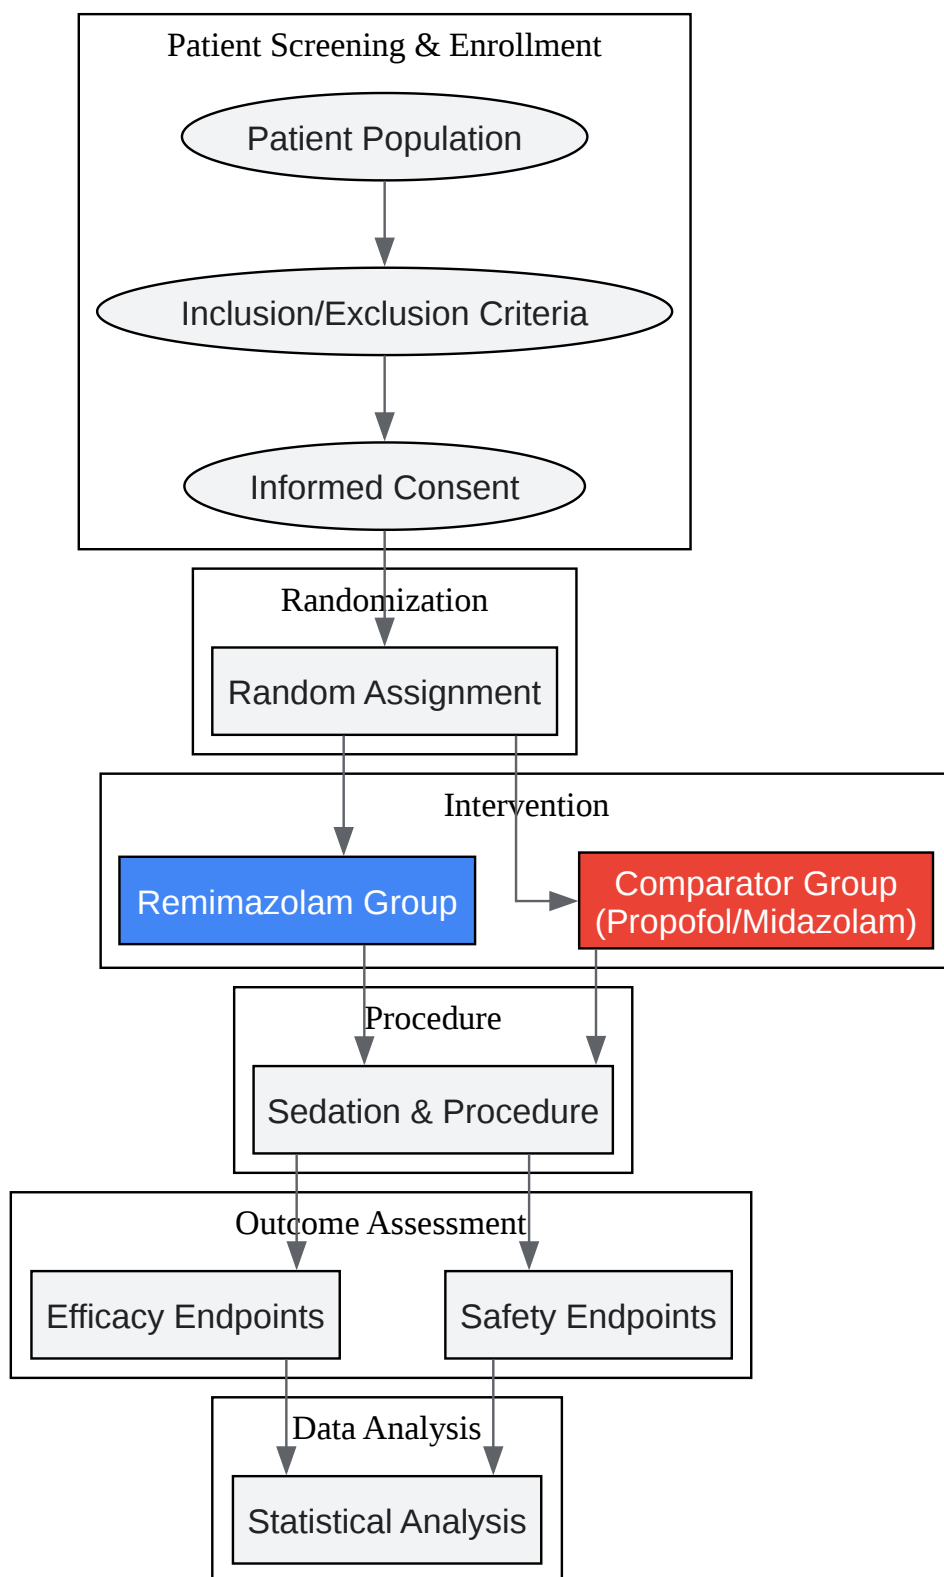 Patient Screening & Enrollment
Patient Population
Inclusion/Exclusion Criteria
Informed Consent
Randomization
Random Assignment
Intervention
Remimazolam Group
Comparator Group
(Propofol/Midazolam)
Procedure
Sedation & Procedure
Outcome Assessment
Efficacy Endpoints
Safety Endpoints
Data Analysis
Statistical Analysis